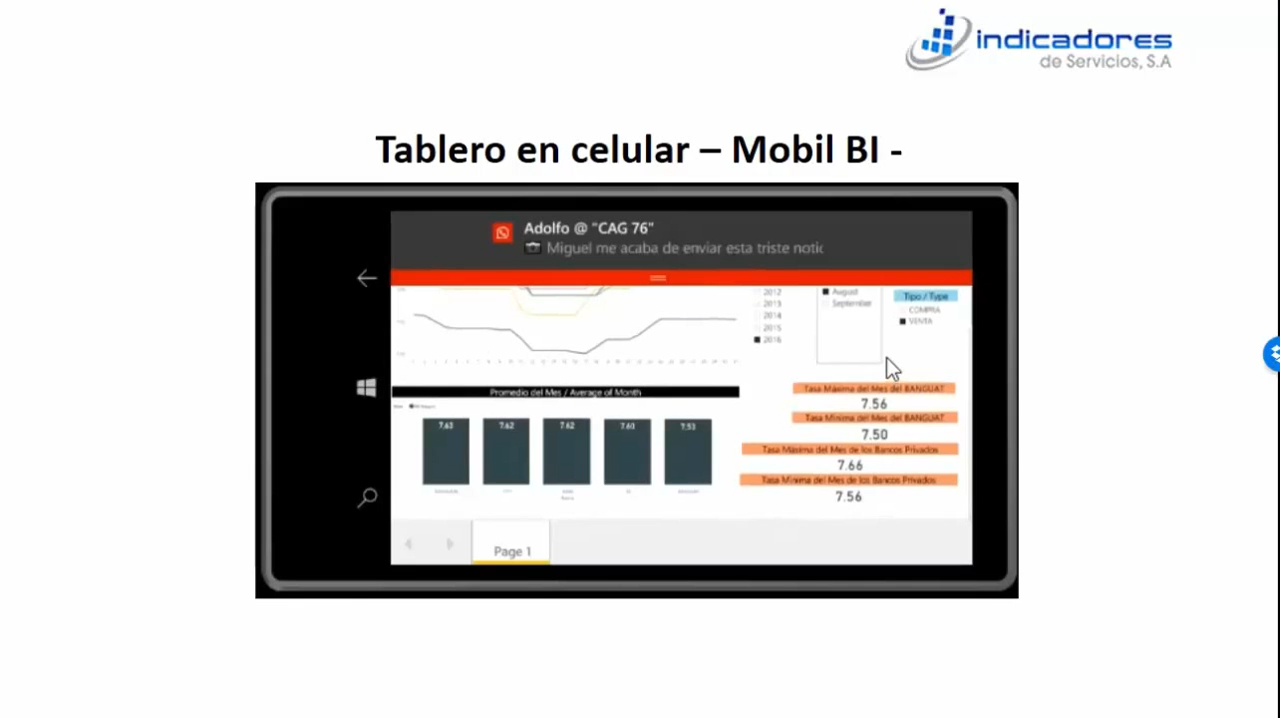 indicadores
de Servicios, S.A
Tablero en celular – Mobil BI -
Adolfo @ "CAG 76"
Miguel me acaba de enviar esta triste notic
2012
2013
2014
2015
2016
August
September
Tipo / Type
COMPRA
VENTA
Promedio del Mes / Average of Month
7.63
7.62
7.62
7.60
7.53
Tasa Máxima del Mes del BANGUAT
7.56
Tasa Mínima del Mes del BANGUAT
7.50
Tasa Máxima del Mes de los Bancos Privados
7.66
Tasa Mínima del Mes de los Bancos Privados
7.56
Page 1